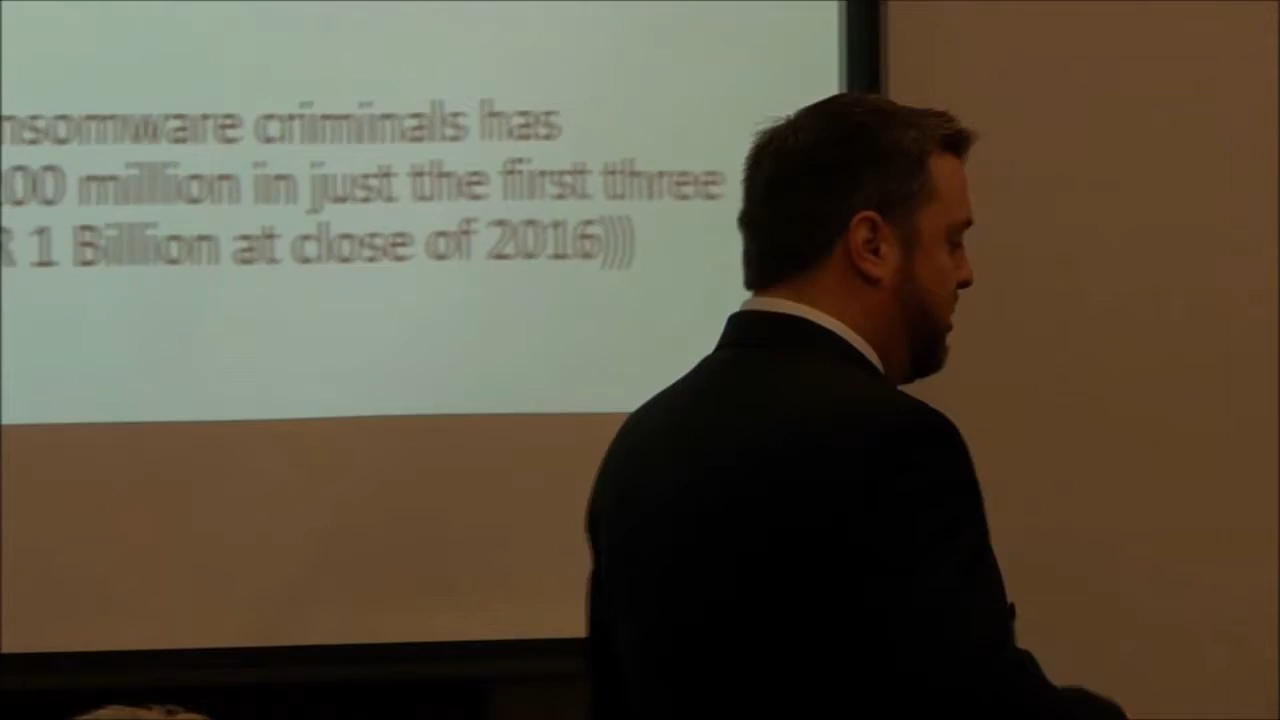 nsomware criminals has
00 million in just the first three
1 Billion at close of 2016))))